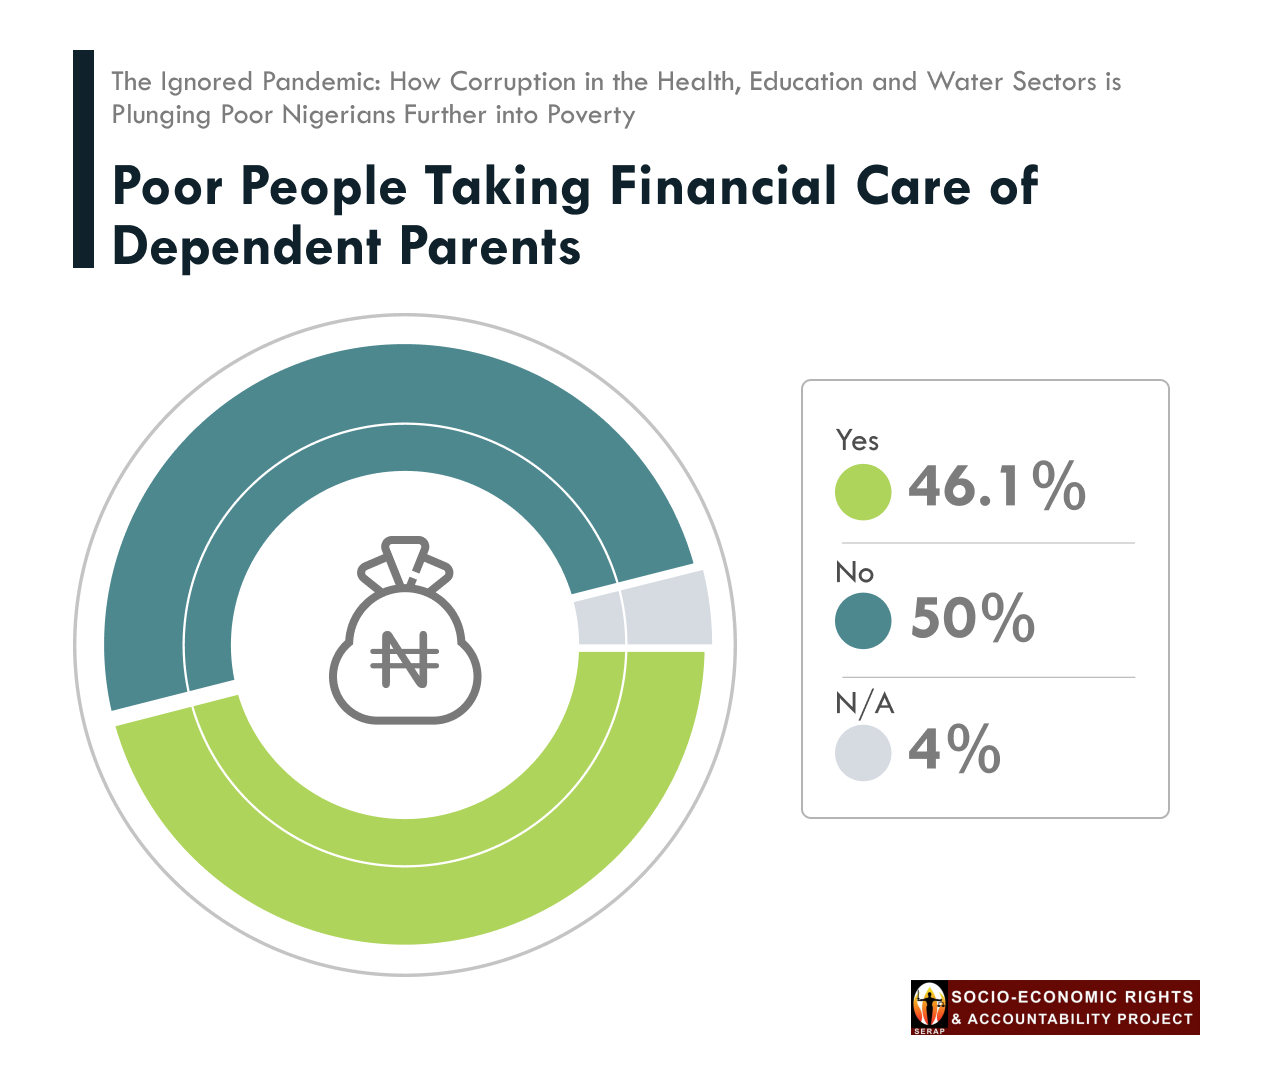 The Ignored Pandemic: How Corruption in the Health, Education and Water Sectors is
Plunging Poor Nigerians Further into Poverty
Poor People Taking Financial Care of
Dependent Parents
₦
Yes
46.1%
No
50%
N/A
4%
SOCIO-ECONOMIC RIGHTS
& ACCOUNTABILITY PROJECT
SERAP